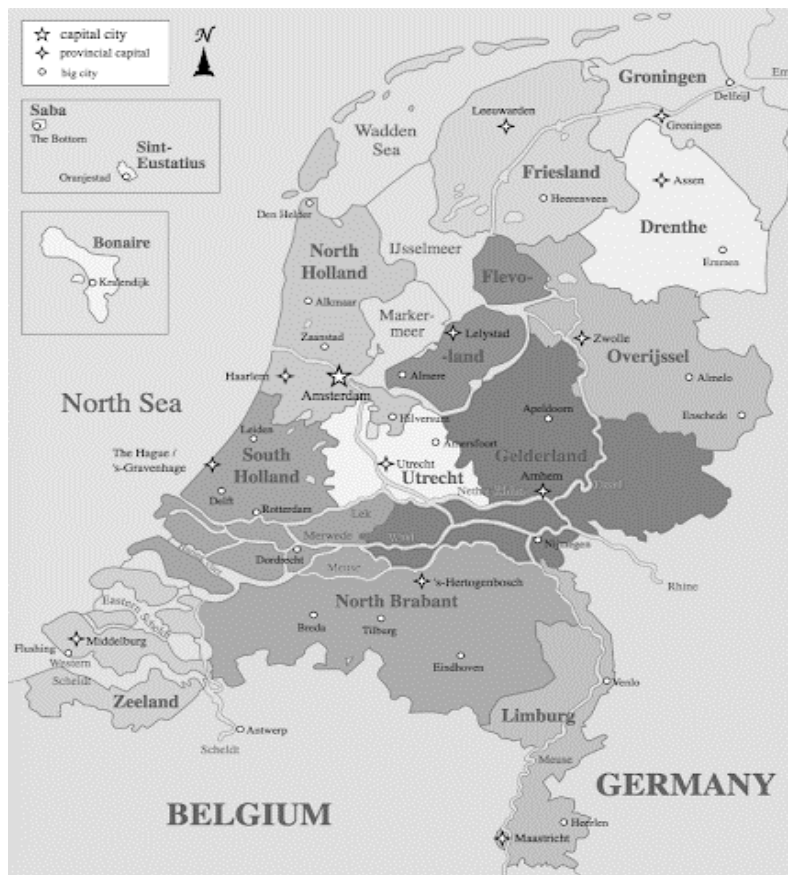 capital city
provincial capital
big city
N
Saba
The Bottom
Sint-
Eustatius
Oranjestad
Bonaire
Kralendijk
Groningen
Delfzijl
Leeuwarden
Groningen
Wadden
Sea
Friesland
Assen
Heerenveen
Den Helder
Drenthe
North
Holland
IJsselmeer
Emmen
Flevo-
Alkmaar
Marker-
meer
Lelystad
Zwolle
Zaanstad
-land
Overijssel
Haarlem
Almere
Almelo
Amsterdam
North Sea
Hilversum
Apeldoorn
Enschede
Leiden
Amersfoort
The Hague /
's-Gravenhage
South
Holland
Utrecht
Utrecht
Gelderland
Arnhem
Delft
Rotterdam
Lek
Merwede
Waal
Nijmegen
Dordrecht
Meuse
Rhine
's-Hertogenbosch
North Brabant
Eastern Scheldt
Breda
Tilburg
Middelburg
Flushing
Western
Scheldt
Eindhoven
Venlo
Zeeland
Limburg
Antwerp
Scheldt
Meuse
GERMANY
BELGIUM
Heerlen
Maastricht